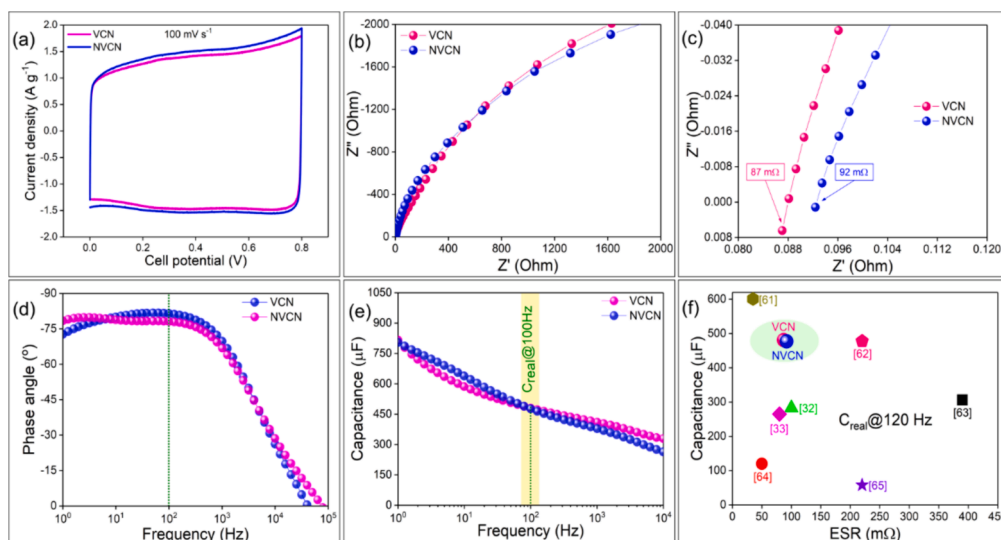 (a)
VCN
NVCN
100 mV s⁻¹
Current density (A g⁻¹)
2.0
1.5
1.0
0.5
0.0
-0.5
-1.0
-1.5
-2.0
0.0 0.2 0.4 0.6 0.8
Cell potential (V)
(b)
VCN
NVCN
Z" (Ohm)
-2000
-1600
-1200
-800
-400
0 400 800 1200 1600 2000
Z' (Ohm)
(c)
VCN
NVCN
87 mΩ
92 mΩ
Z" (Ohm)
-0.040
-0.032
-0.024
-0.016
-0.008
0.000
0.008
0.080 0.088 0.096 0.104 0.112 0.120
Z' (Ohm)
(d)
VCN
NVCN
Phase angle (º)
-90
-75
-60
-45
-30
-15
0
10⁰ 10¹ 10² 10³ 10⁴ 10⁵
Frequency (Hz)
(e)
VCN
NVCN
Creal@100Hz
Capacitance (µF)
1050
900
750
600
450
300
150
0
10⁰ 10¹ 10² 10³ 10⁴
Frequency (Hz)
(f)
[61]
VCN
NVCN
[62]
[32]
[33]
[63]
Creal@120 Hz
[64]
[65]
Capacitance (µF)
600
500
400
300
200
100
0
0 50 100 150 200 250 300 350 400 45
ESR (mΩ)